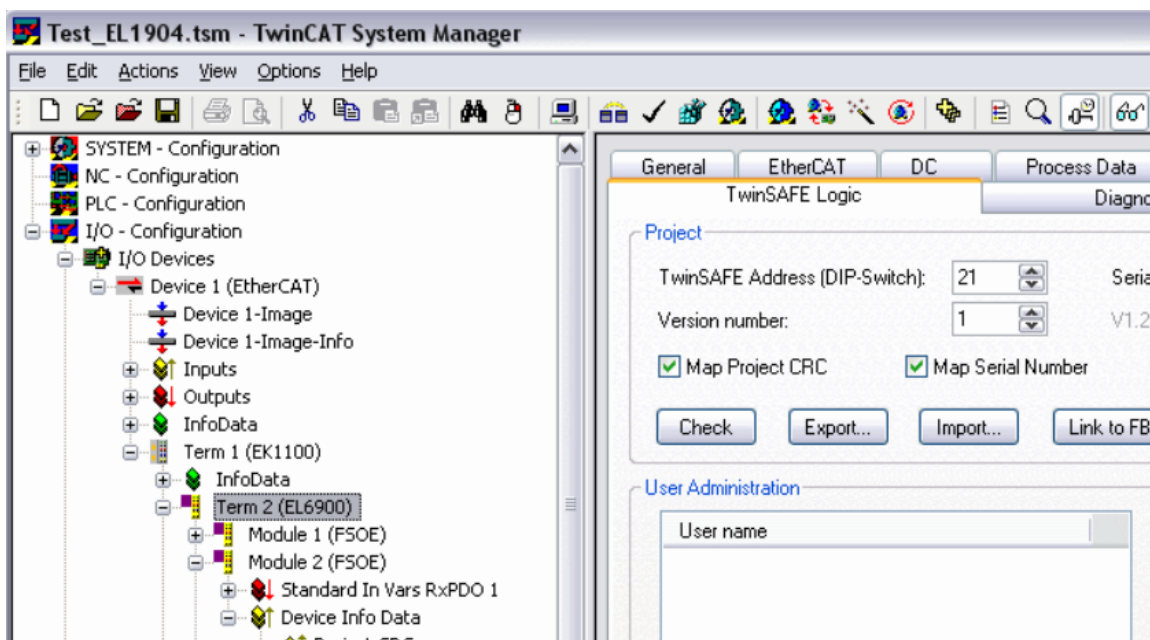 Test_EL1904.tsm - TwinCAT System Manager
File Edit Actions View Options Help
SYSTEM - Configuration
NC - Configuration
PLC - Configuration
I/O - Configuration
I/O Devices
Device 1 (EtherCAT)
Device 1-Image
Device 1-Image-Info
Inputs
Outputs
InfoData
Term 1 (EK1100)
InfoData
Term 2 (EL6900)
Module 1 (FSOE)
Module 2 (FSOE)
Standard In Vars RxPDO 1
Device Info Data
General EtherCAT DC Process Data
TwinSAFE Logic Diagno
Project
TwinSAFE Address (DIP-Switch): 21 Seria
Version number: 1 V1.2
Map Project CRC Map Serial Number
Check Export... Import... Link to FB
User Administration
User name